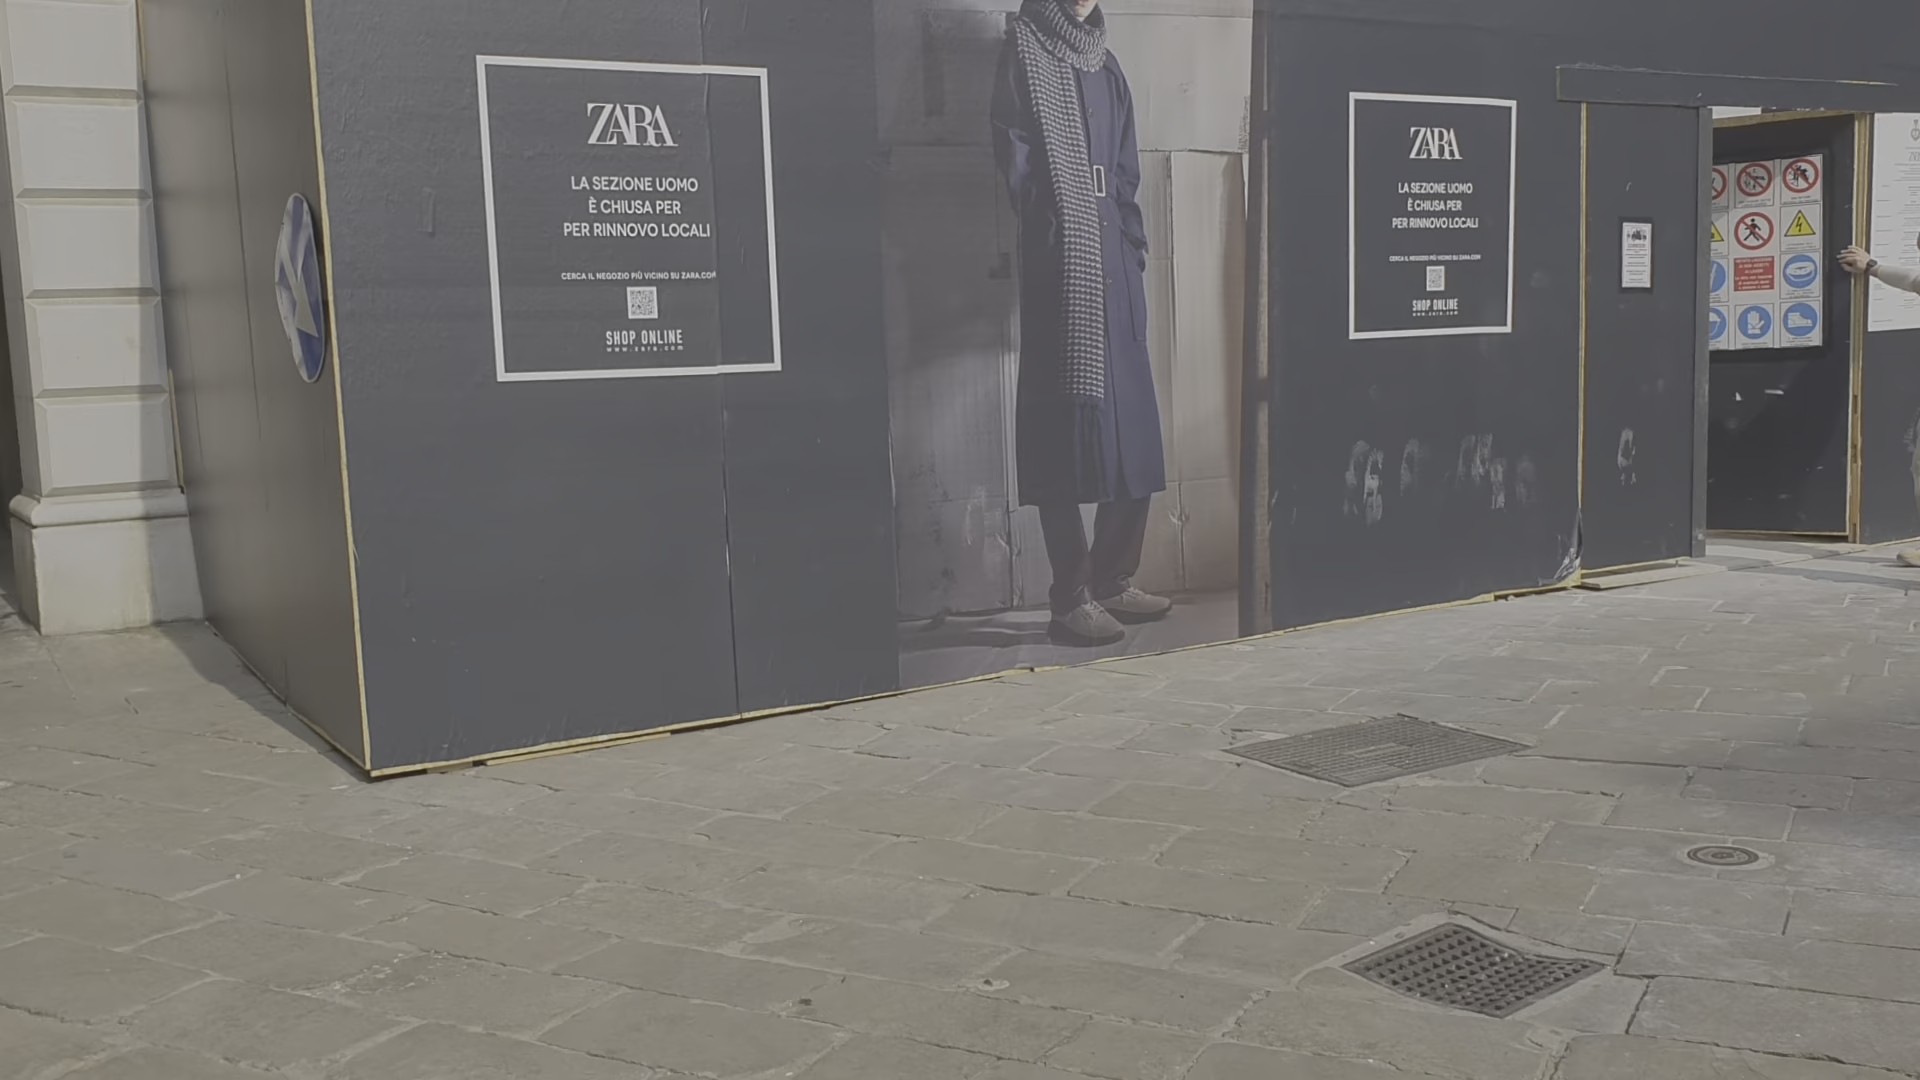 ZARA
LA SEZIONE UOMO
È CHIUSA PER
PER RINNOVO LOCALI
CERCA IL NEGOZIO PIÙ VICINO SU ZARA.COM
SHOP ONLINE
www.zara.com
ZARA
LA SEZIONE UOMO
È CHIUSA PER
PER RINNOVO LOCALI
CERCA IL NEGOZIO PIÙ VICINO SU ZARA.COM
SHOP ONLINE
www.zara.com